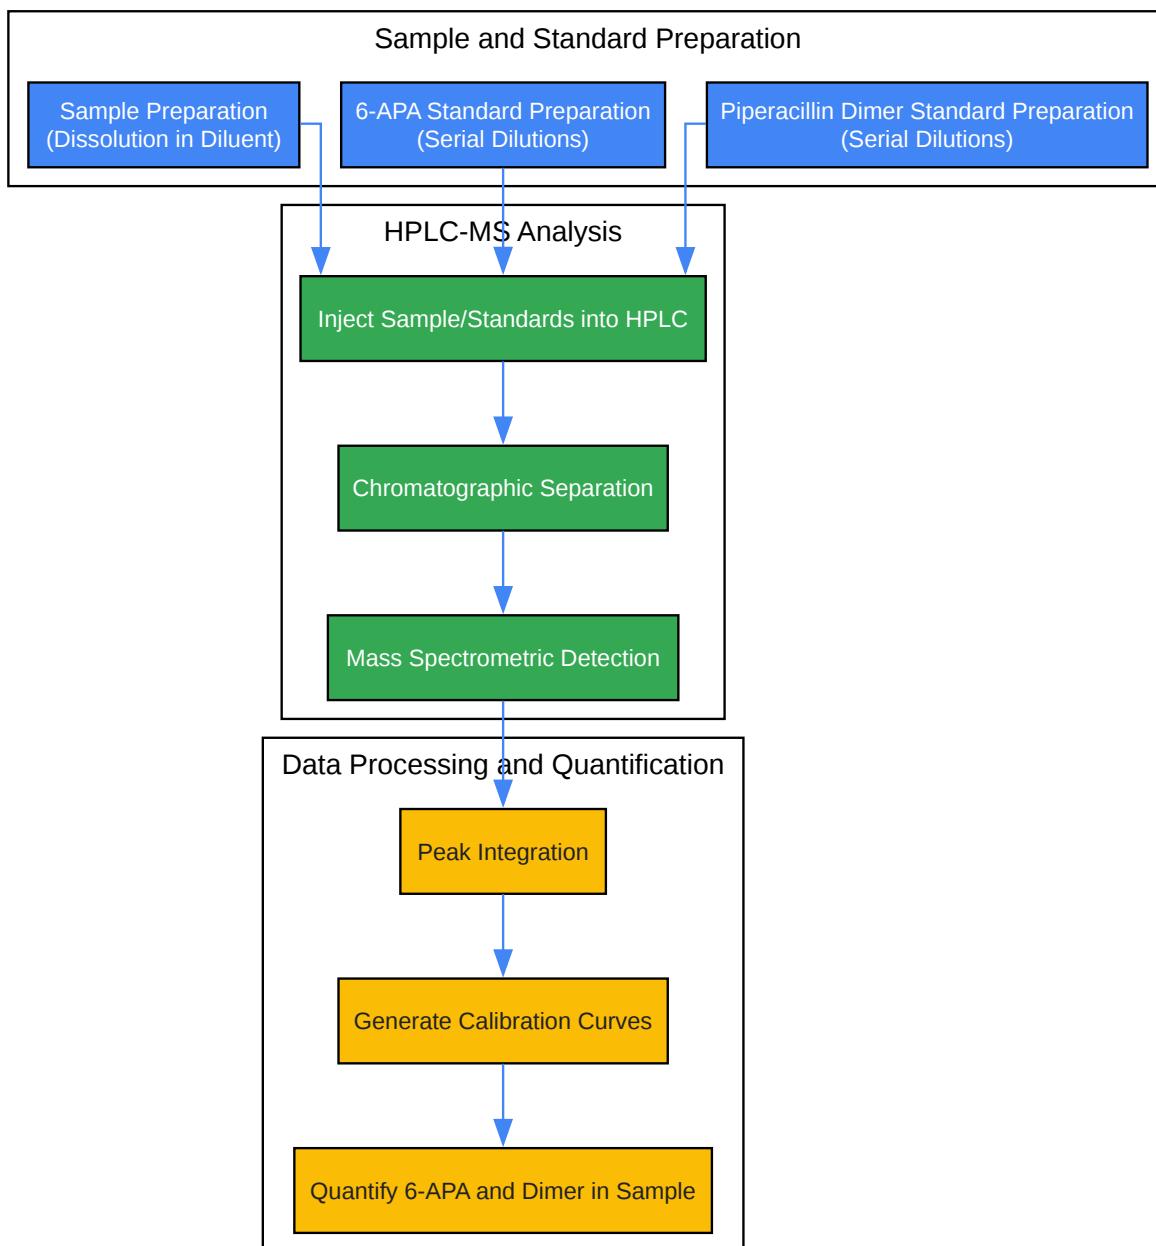 Sample and Standard Preparation
Sample Preparation
(Dissolution in Diluent)
6-APA Standard Preparation
(Serial Dilutions)
Piperacillin Dimer Standard Preparation
(Serial Dilutions)
HPLC-MS Analysis
Inject Sample/Standards into HPLC
Chromatographic Separation
Mass Spectrometric Detection
Data Processing and Quantification
Peak Integration
Generate Calibration Curves
Quantify 6-APA and Dimer in Sample